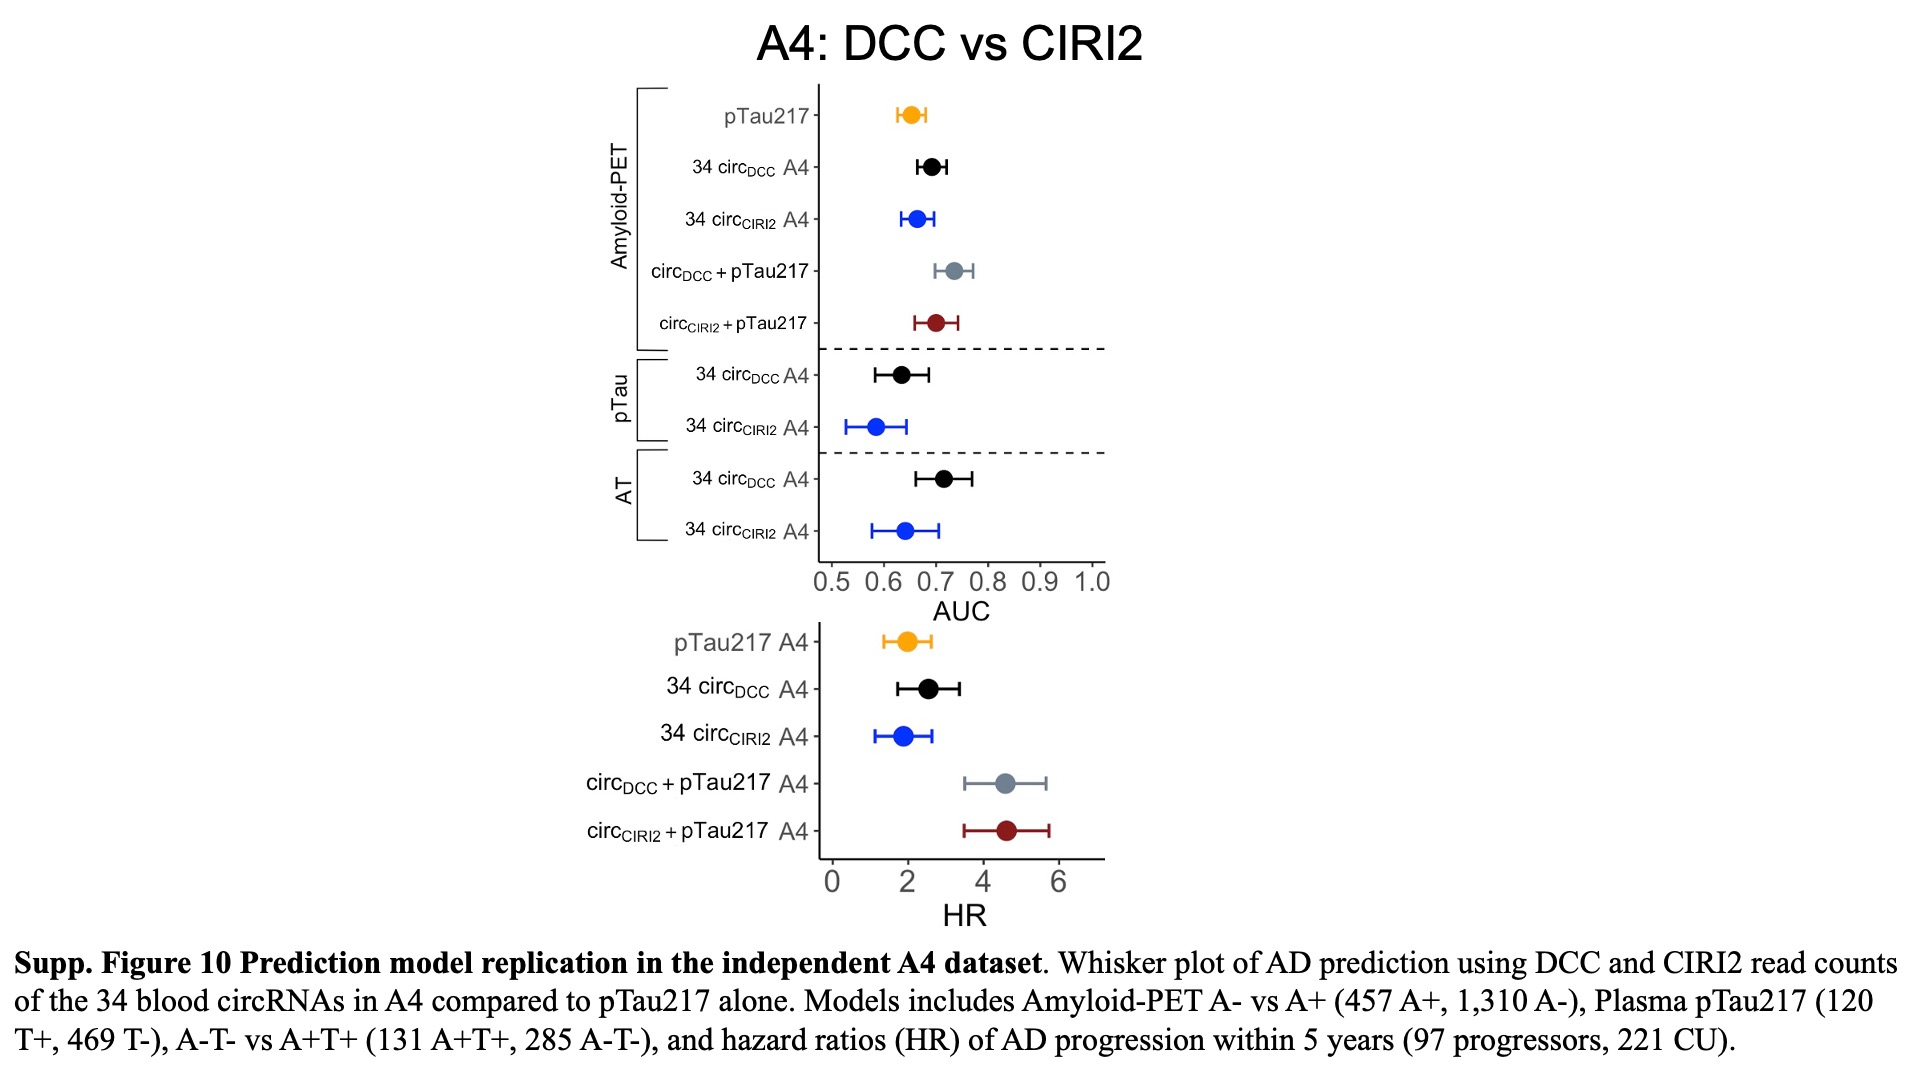 A4: DCC vs CIRI2
Amyloid-PET
pTau217
34 circDCC A4
34 circCIRI2 A4
circDCC + pTau217
circCIRI2 + pTau217
pTau
34 circDCC A4
34 circCIRI2 A4
AT
34 circDCC A4
34 circCIRI2 A4
0.5 0.6 0.7 0.8 0.9 1.0
AUC
pTau217 A4
34 circDCC A4
34 circCIRI2 A4
circDCC + pTau217 A4
circCIRI2 + pTau217 A4
0 2 4 6
HR
Supp. Figure 10 Prediction model replication in the independent A4 dataset. Whisker plot of AD prediction using DCC and CIRI2 read counts
of the 34 blood circRNAs in A4 compared to pTau217 alone. Models includes Amyloid-PET A- vs A+ (457 A+, 1,310 A-), Plasma pTau217 (120
T+, 469 T-), A-T- vs A+T+ (131 A+T+, 285 A-T-), and hazard ratios (HR) of AD progression within 5 years (97 progressors, 221 CU).